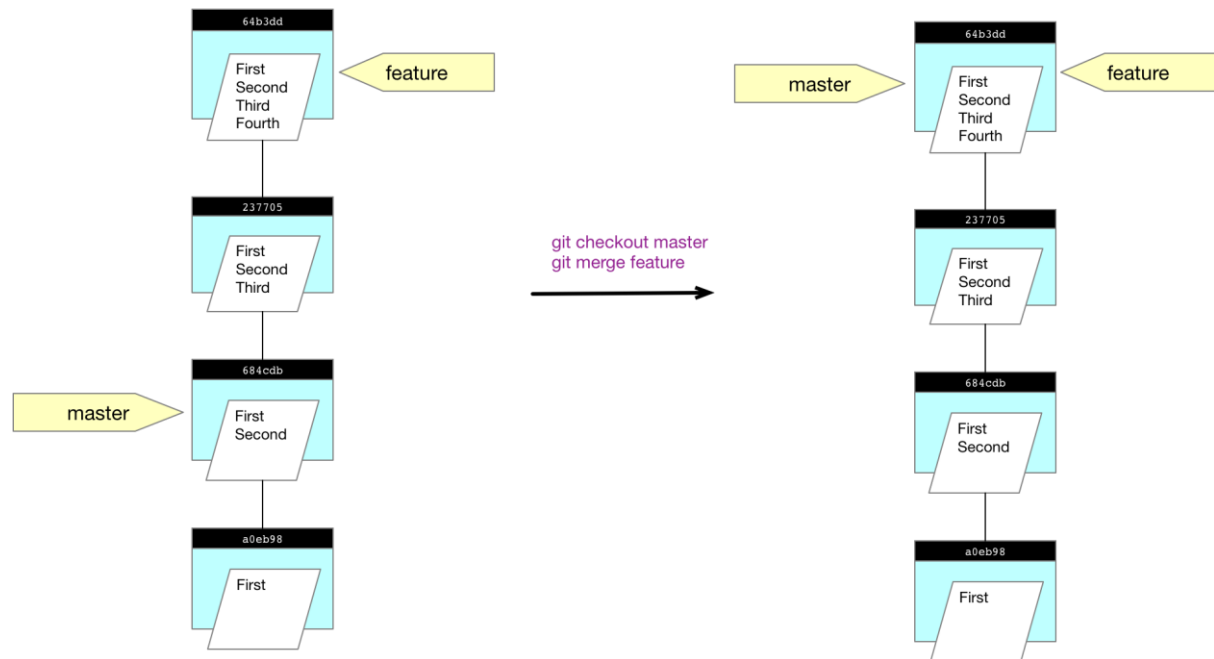 64b3dd
First
Second
Third
Fourth
feature
237705
First
Second
Third
684cdb
master
First
Second
a0eb98
First
git checkout master
git merge feature
64b3dd
master
First
Second
Third
Fourth
feature
237705
First
Second
Third
684cdb
First
Second
a0eb98
First